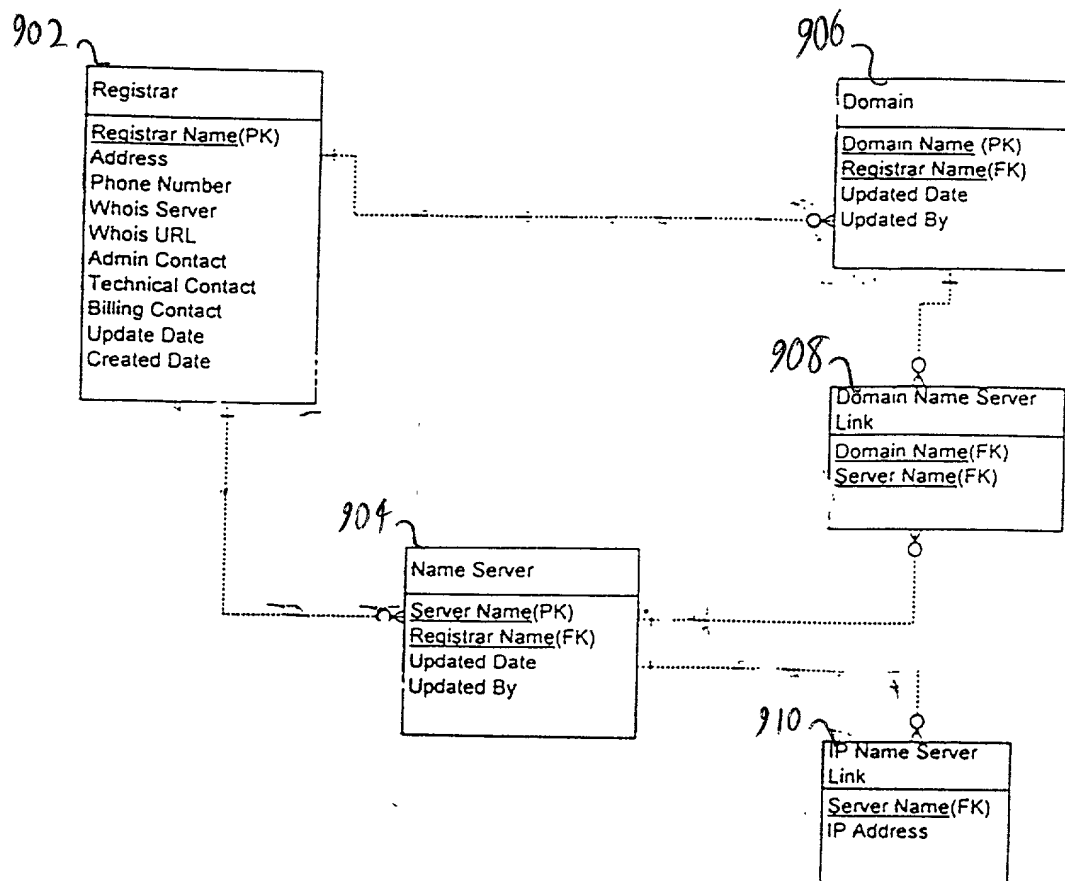 902
Registrar
Registrar Name(PK)
Address
Phone Number
Whois Server
Whois URL
Admin Contact
Technical Contact
Billing Contact
Update Date
Created Date
906
Domain
Domain Name (PK)
Registrar Name(FK)
Updated Date
Updated By
908
Domain Name Server
Link
Domain Name(FK)
Server Name(FK)
904
Name Server
Server Name(PK)
Registrar Name(FK)
Updated Date
Updated By
910
IP Name Server
Link
Server Name(FK)
IP Address